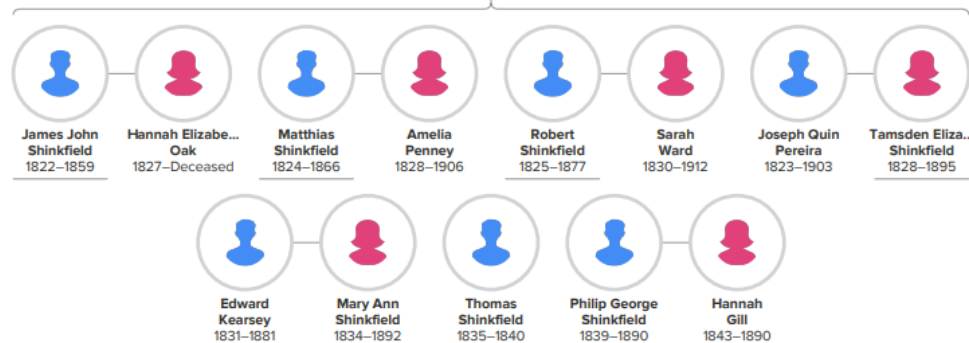 James John
Shinkfield
1822–1859
Hannah Elizabe...
Oak
1827–Deceased
Matthias
Shinkfield
1824–1866
Amelia
Penney
1828–1906
Robert
Shinkfield
1825–1877
Sarah
Ward
1830–1912
Joseph Quin
Pereira
1823–1903
Tamsden Eliza...
Shinkfield
1828–1895
Edward
Kearsey
1831–1881
Mary Ann
Shinkfield
1834–1892
Thomas
Shinkfield
1835–1840
Philip George
Shinkfield
1839–1890
Hannah
Gill
1843–1890